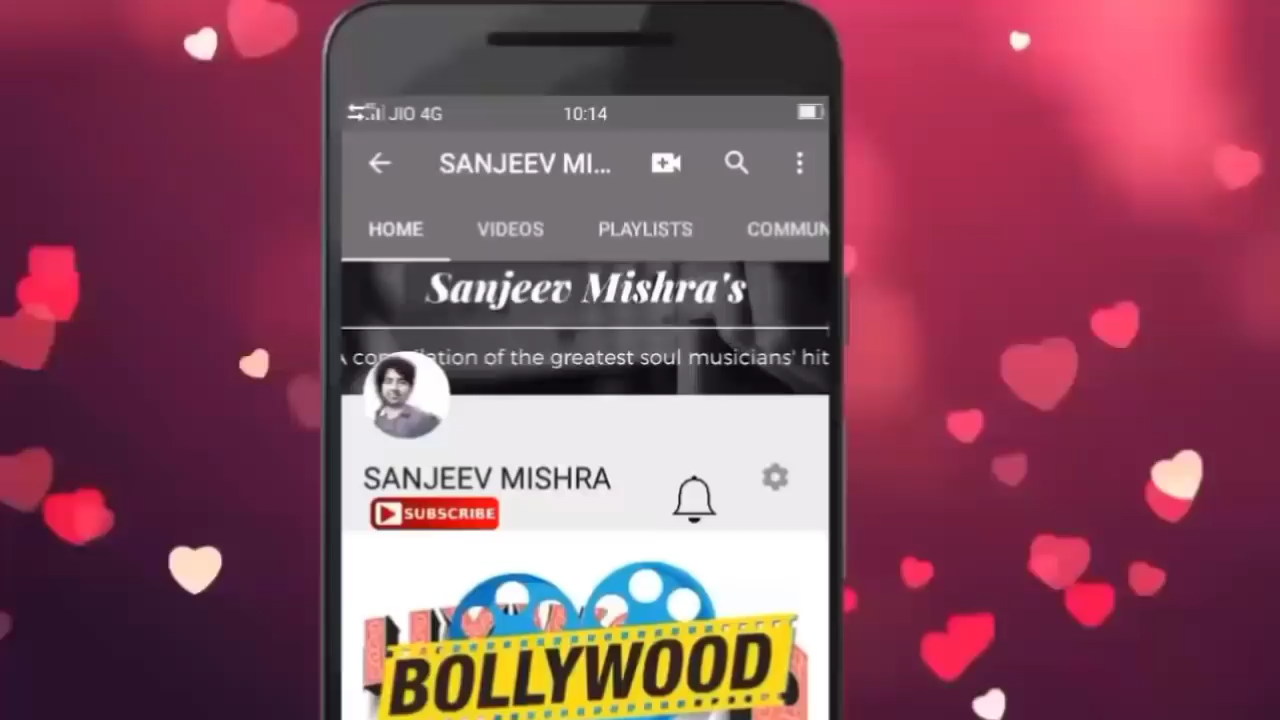 JIO 4G 10:14
SANJEEV MI...
HOME VIDEOS PLAYLISTS COMMUN
Sanjeev Mishra's
of the greatest soul musicians' hit
SANJEEV MISHRA
SUBSCRIBE
BOLLYWOOD